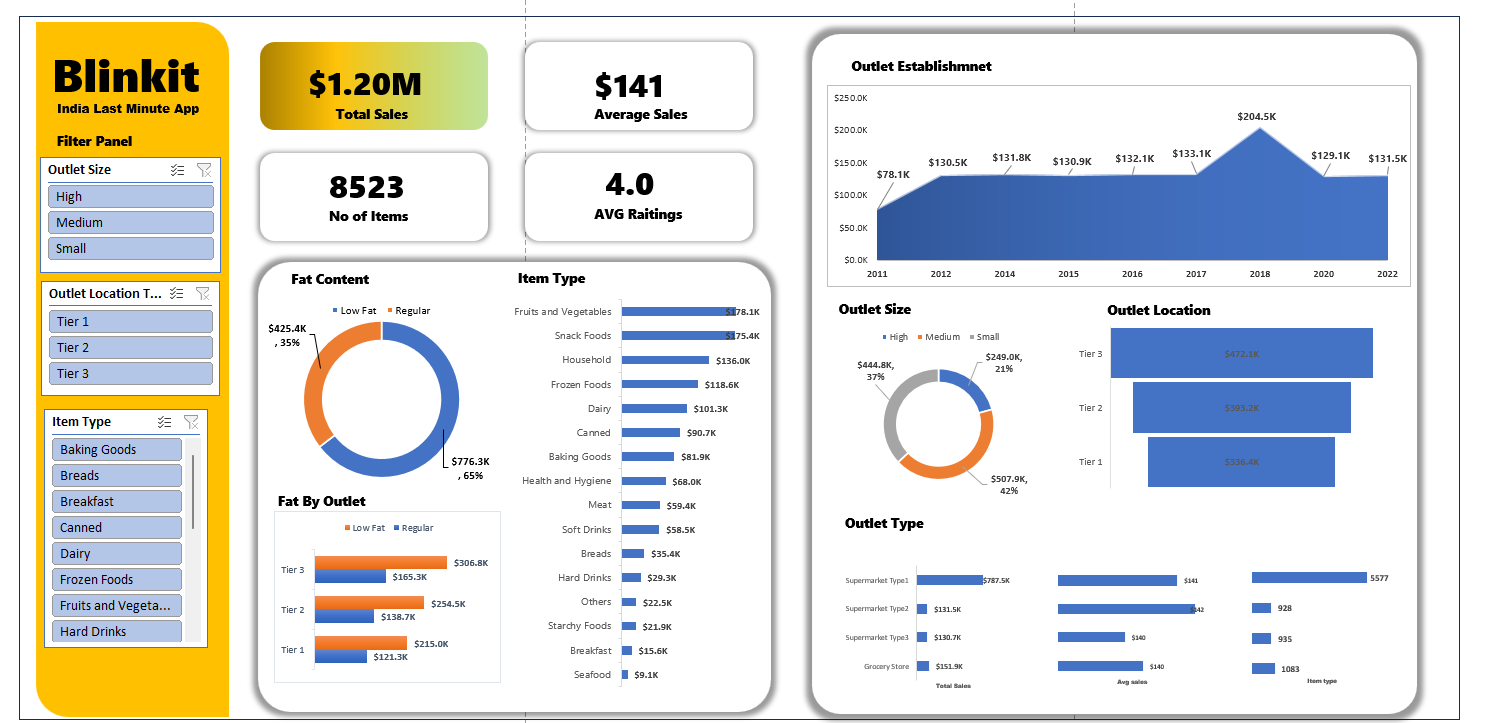 Blinkit
India Last Minute App
Filter Panel
Outlet Size
High
Medium
Small
Outlet Location T...
Tier 1
Tier 2
Tier 3
Item Type
Baking Goods
Breads
Breakfast
Canned
Dairy
Frozen Foods
Fruits and Vegeta...
Hard Drinks
$1.20M
Total Sales
$141
Average Sales
8523
No of Items
4.0
AVG Raitings
Fat Content
Low Fat Regular
$425.4K
, 35%
$776.3K
, 65%
Fat By Outlet
Low Fat Regular
Tier 3 $306.8K
$165.3K
Tier 2 $254.5K
$138.7K
Tier 1 $215.0K
$121.3K
Item Type
Fruits and Vegetables $178.1K
Snack Foods $175.4K
Household $136.0K
Frozen Foods $118.6K
Dairy $101.3K
Canned $90.7K
Baking Goods $81.9K
Health and Hygiene $68.0K
Meat $59.4K
Soft Drinks $58.5K
Breads $35.4K
Hard Drinks $29.3K
Others $22.5K
Starchy Foods $21.9K
Breakfast $15.6K
Seafood $9.1K
Outlet Establishmnet
$250.0K
$200.0K
$150.0K
$100.0K
$50.0K
$0.0K
$78.1K $130.5K $131.8K $130.9K $132.1K $133.1K $204.5K $129.1K $131.5K
2011 2012 2014 2015 2016 2017 2018 2020 2022
Outlet Size
High Medium Small
$444.8K,
37%
$249.0K,
21%
$507.9K,
42%
Outlet Location
Tier 3 $472.1K
Tier 2 $393.2K
Tier 1 $336.4K
Outlet Type
Supermarket Type1 $787.5K $141 5577
Supermarket Type2 $131.5K $142 928
Supermarket Type3 $130.7K $140 935
Grocery Store $151.9K $140 1083
Total Sales Avg sales Item type